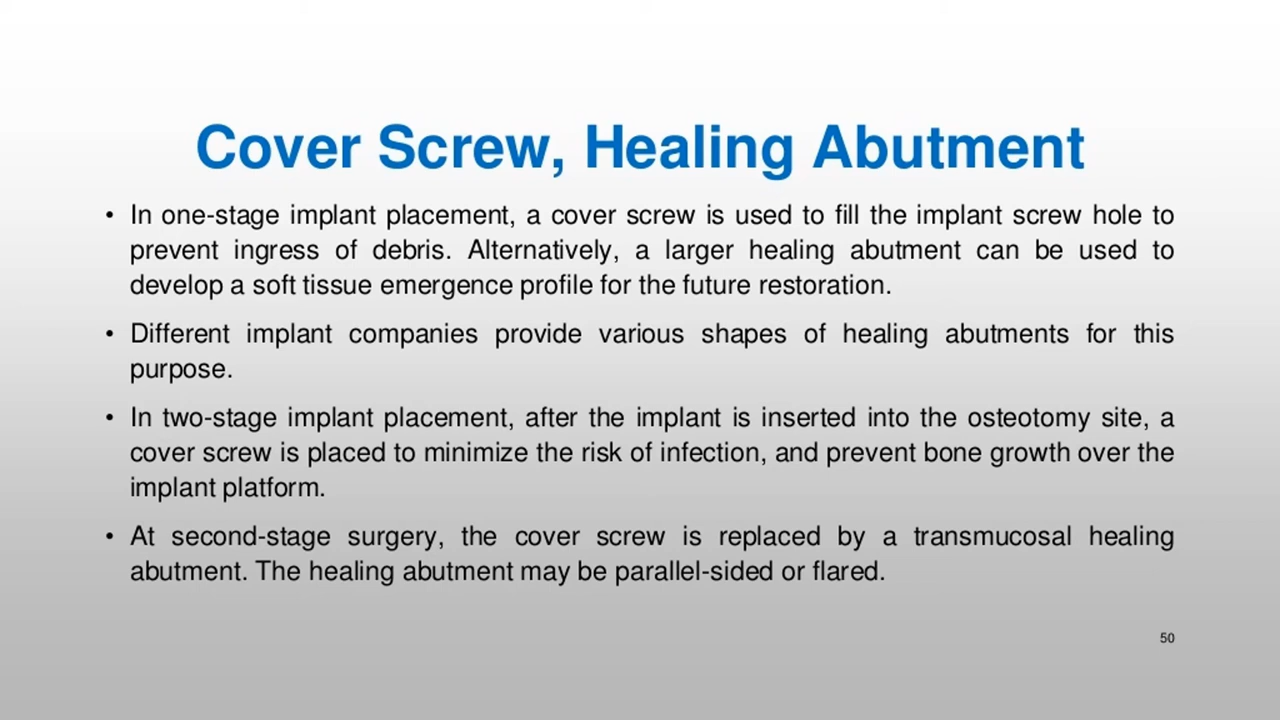 Cover Screw, Healing Abutment
• In one-stage implant placement, a cover screw is used to fill the implant screw hole to
prevent ingress of debris. Alternatively, a larger healing abutment can be used to
develop a soft tissue emergence profile for the future restoration.
• Different implant companies provide various shapes of healing abutments for this
purpose.
• In two-stage implant placement, after the implant is inserted into the osteotomy site, a
cover screw is placed to minimize the risk of infection, and prevent bone growth over the
implant platform.
• At second-stage surgery, the cover screw is replaced by a transmucosal healing
abutment. The healing abutment may be parallel-sided or flared.
50